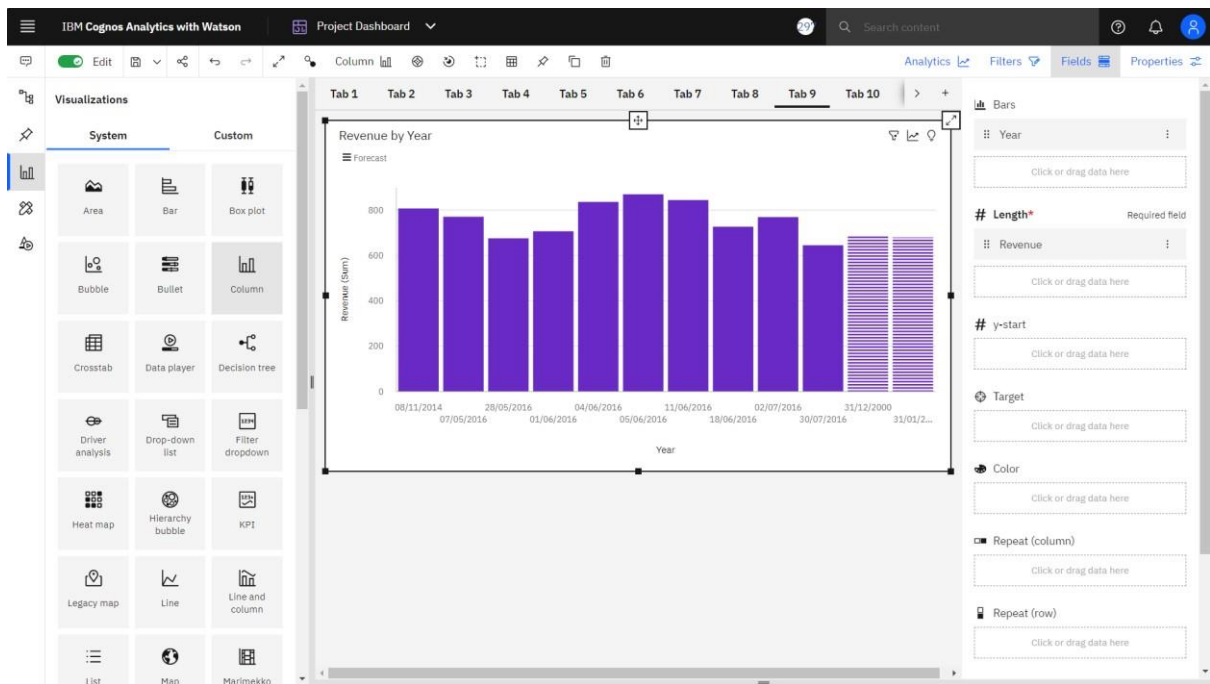 IBM Cognos Analytics with Watson
Project Dashboard
Search content
Edit
Column
Analytics
Filters
Fields
Properties
Visualizations
System
Custom
Area
Bar
Box plot
Bubble
Bullet
Column
Crosstab
Data player
Decision tree
Driver
analysis
Drop-down
list
Filter
dropdown
Heat map
Hierarchy
bubble
KPI
Legacy map
Line
Line and
column
List
Map
Marimekko
Tab 1
Tab 2
Tab 3
Tab 4
Tab 5
Tab 6
Tab 7
Tab 8
Tab 9
Tab 10
Revenue by Year
Forecast
Revenue (Sum)
800
600
400
200
0
08/11/2014
07/05/2016
28/05/2016
01/06/2016
04/06/2016
05/06/2016
11/06/2016
18/06/2016
02/07/2016
30/07/2016
31/12/2000
31/01/2...
Year
Bars
Year
Click or drag data here
# Length*
Required field
Revenue
Click or drag data here
# y-start
Click or drag data here
Target
Click or drag data here
Color
Click or drag data here
Repeat (column)
Click or drag data here
Repeat (row)
Click or drag data here